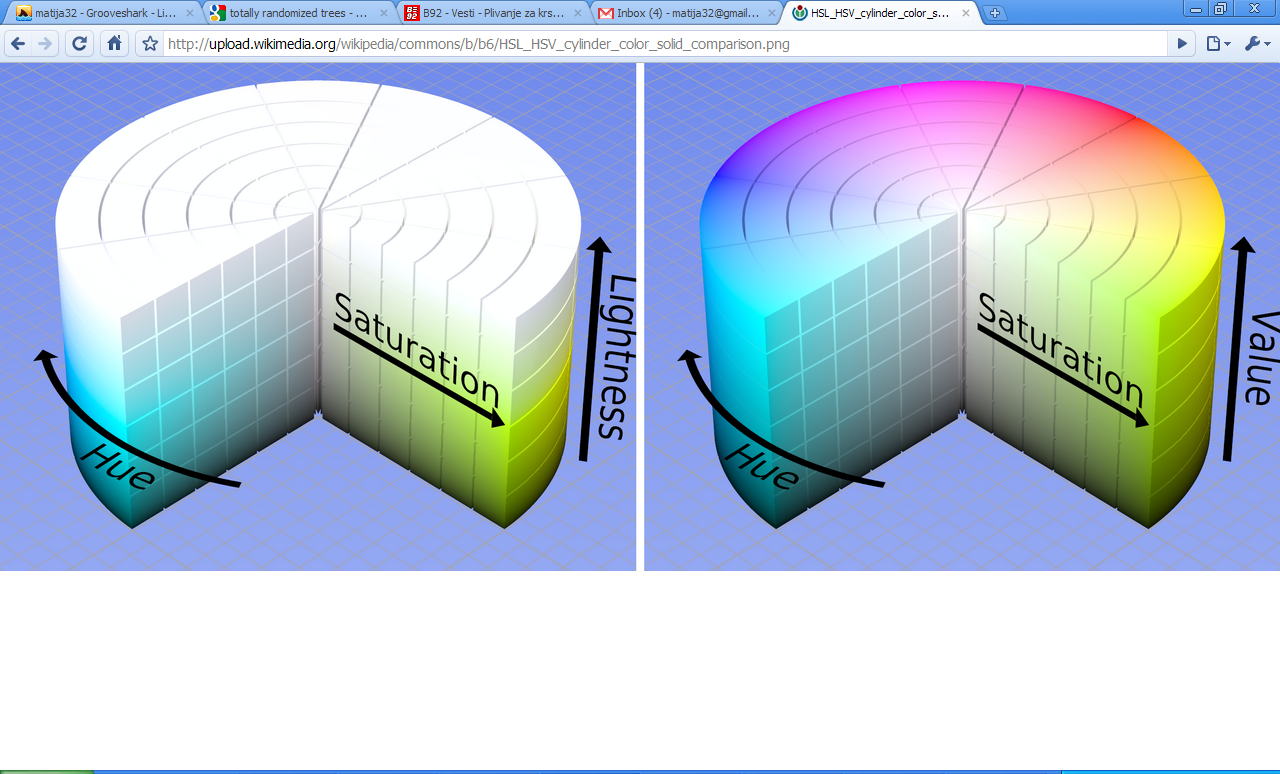 matija32 - Grooveshark - Li...
totally randomized trees - ...
B92 - Vesti - Plivanje za krs...
Inbox (4) - matija32@gmail...
HSL_HSV_cylinder_color_s...
http://upload.wikimedia.org/wikipedia/commons/b/b6/HSL_HSV_cylinder_color_solid_comparison.png
Saturation
Lightness
Hue
Saturation
Value
Hue